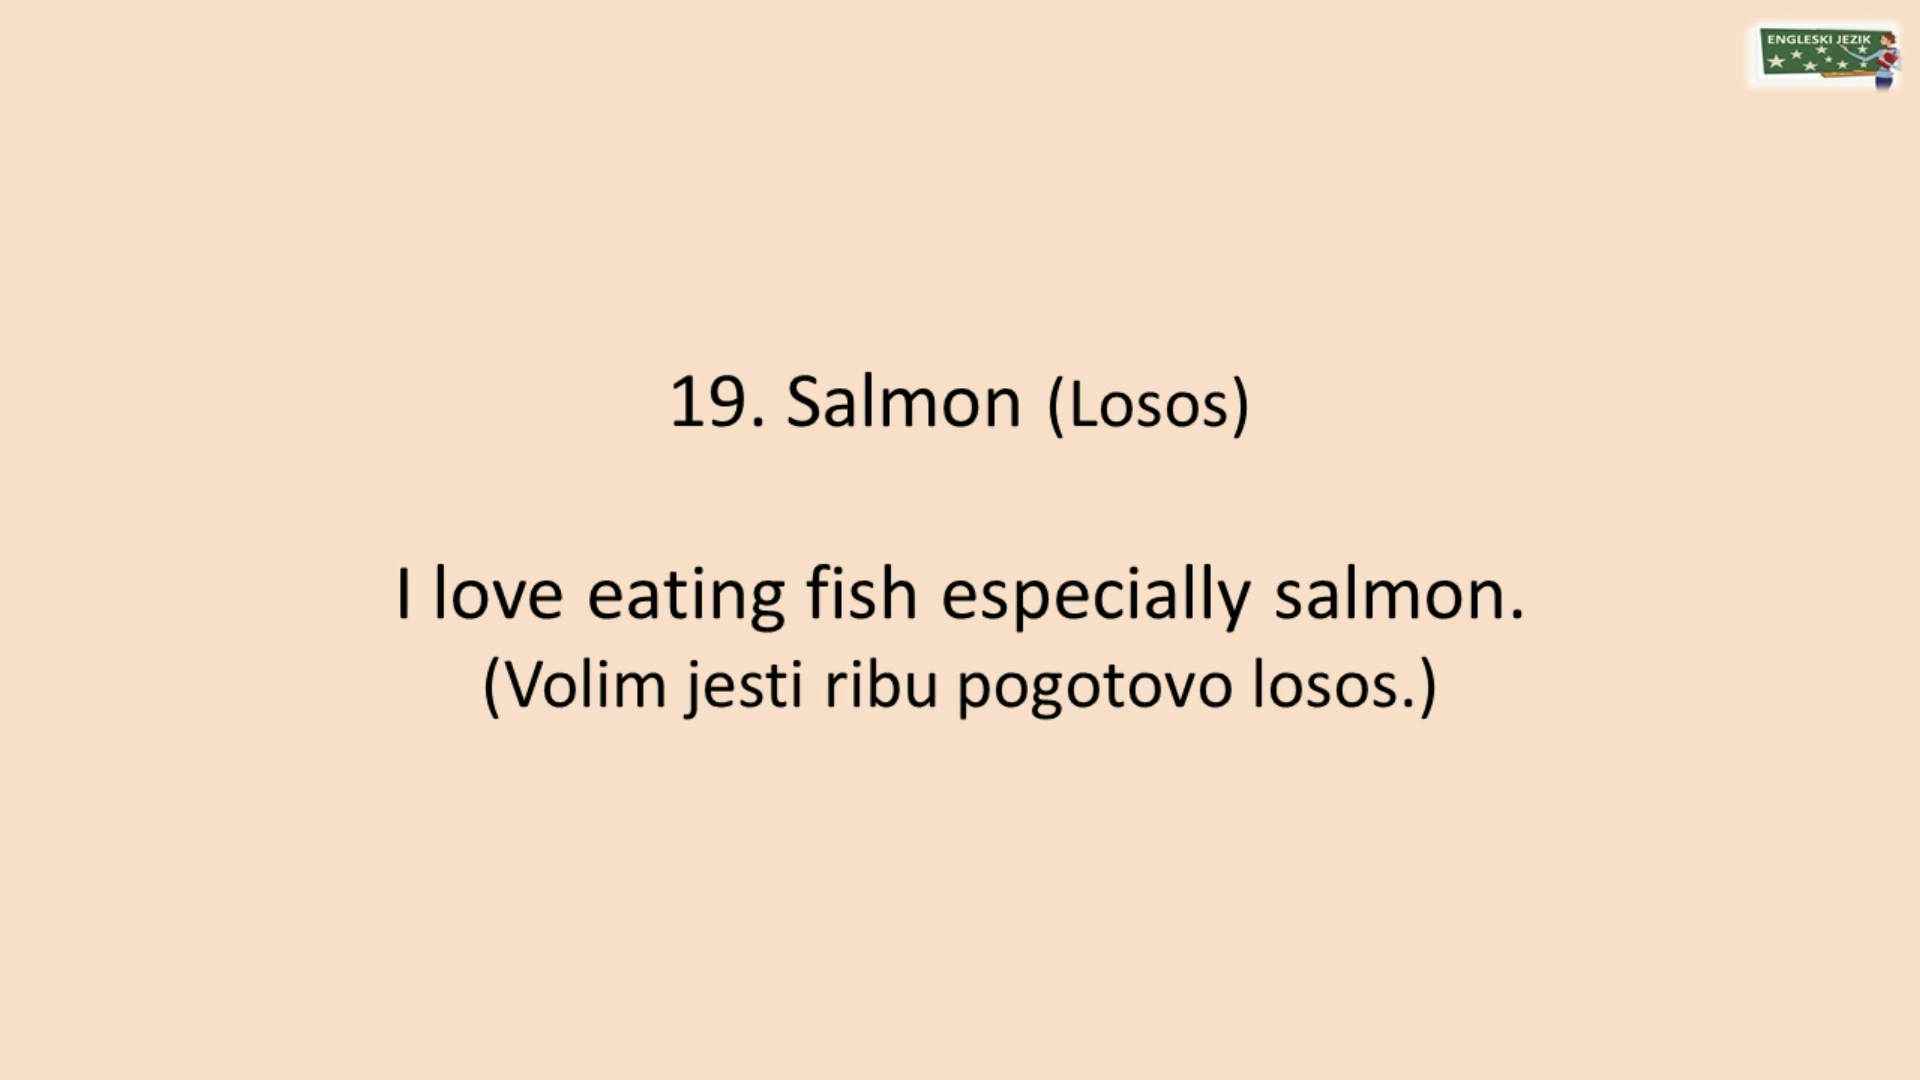 ENGLESKI JEZIK
19. Salmon (Losos)
I love eating fish especially salmon.
(Volim jesti ribu pogotovo losos.)